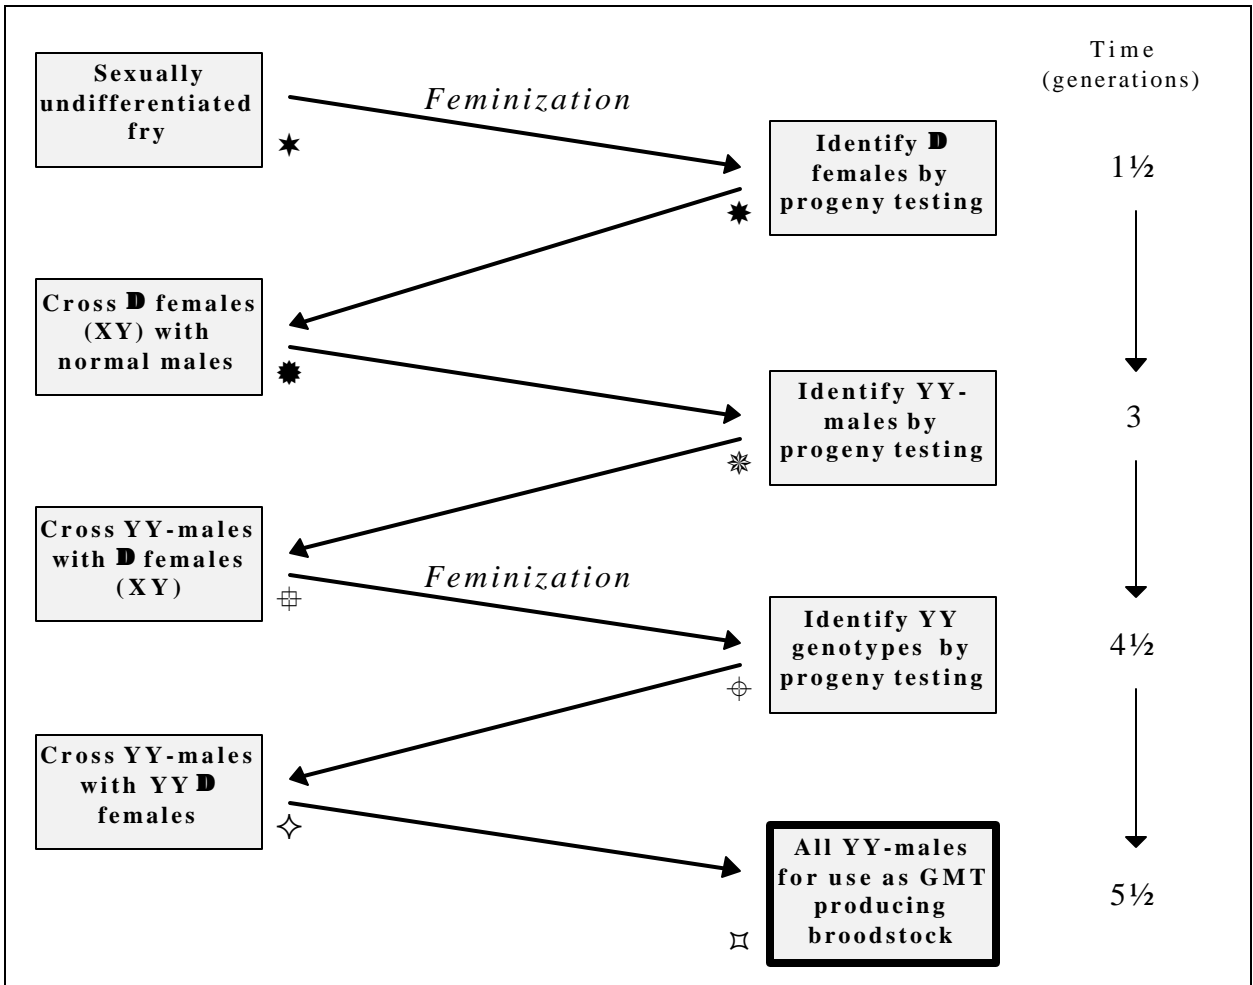 Time
(generations)
Sexually
undifferentiated
fry
Feminization
Identify D
females by
progeny testing
1½
Cross D females
(XY) with
normal males
Identify YY-
males by
progeny testing
3
Cross YY-males
with D females
(XY)
Feminization
Identify YY
genotypes by
progeny testing
4½
Cross YY-males
with YY D
females
All YY-males
for use as GMT
producing
broodstock
5½